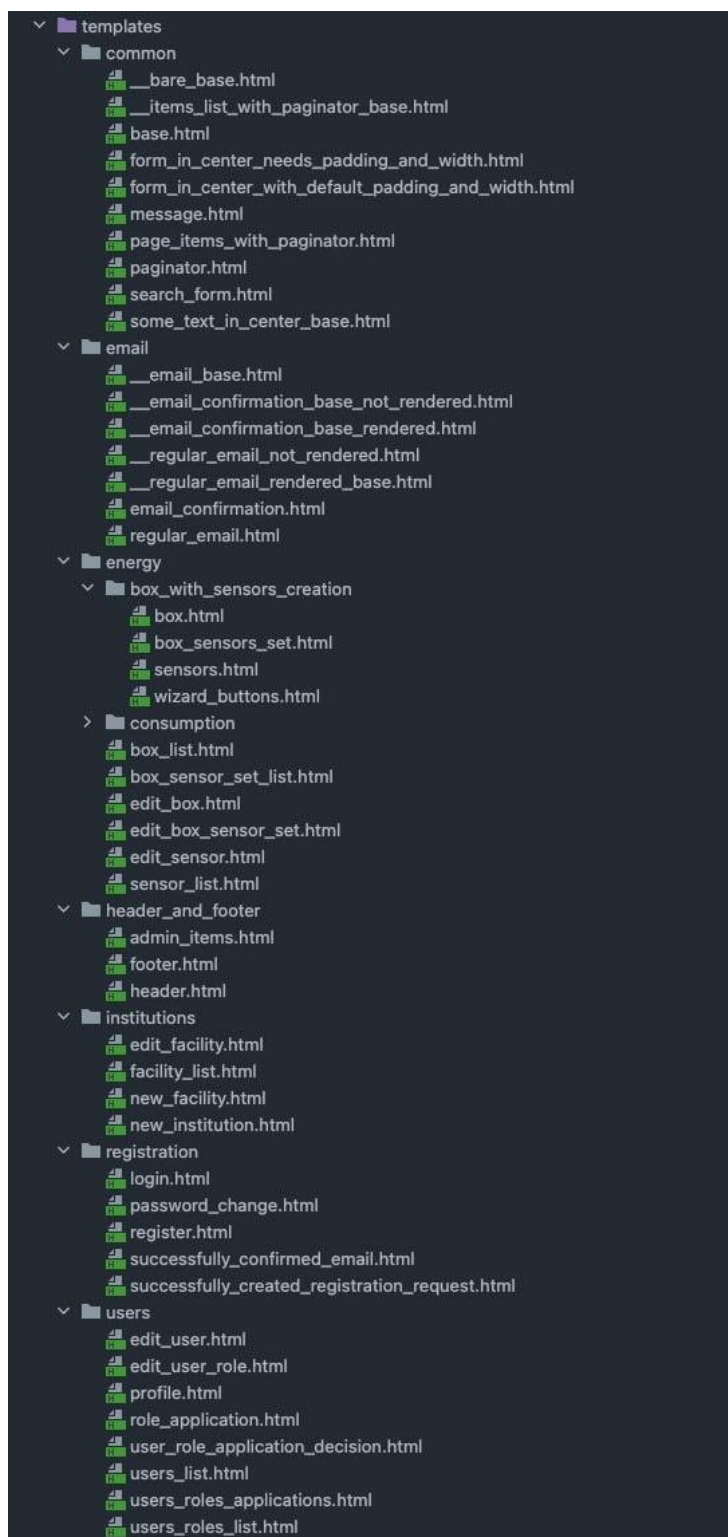 templates
common
__bare_base.html
__items_list_with_paginator_base.html
base.html
form_in_center_needs_padding_and_width.html
form_in_center_with_default_padding_and_width.html
message.html
page_items_with_paginator.html
paginator.html
search_form.html
some_text_in_center_base.html
email
__email_base.html
__email_confirmation_base_not_rendered.html
__email_confirmation_base_rendered.html
__regular_email_not_rendered.html
__regular_email_rendered_base.html
email_confirmation.html
regular_email.html
energy
box_with_sensors_creation
box.html
box_sensors_set.html
sensors.html
wizard_buttons.html
consumption
box_list.html
box_sensor_set_list.html
edit_box.html
edit_box_sensor_set.html
edit_sensor.html
sensor_list.html
header_and_footer
admin_items.html
footer.html
header.html
institutions
edit_facility.html
facility_list.html
new_facility.html
new_institution.html
registration
login.html
password_change.html
register.html
successfully_confirmed_email.html
successfully_created_registration_request.html
users
edit_user.html
edit_user_role.html
profile.html
role_application.html
user_role_application_decision.html
users_list.html
users_roles_applications.html
users_roles_list.html